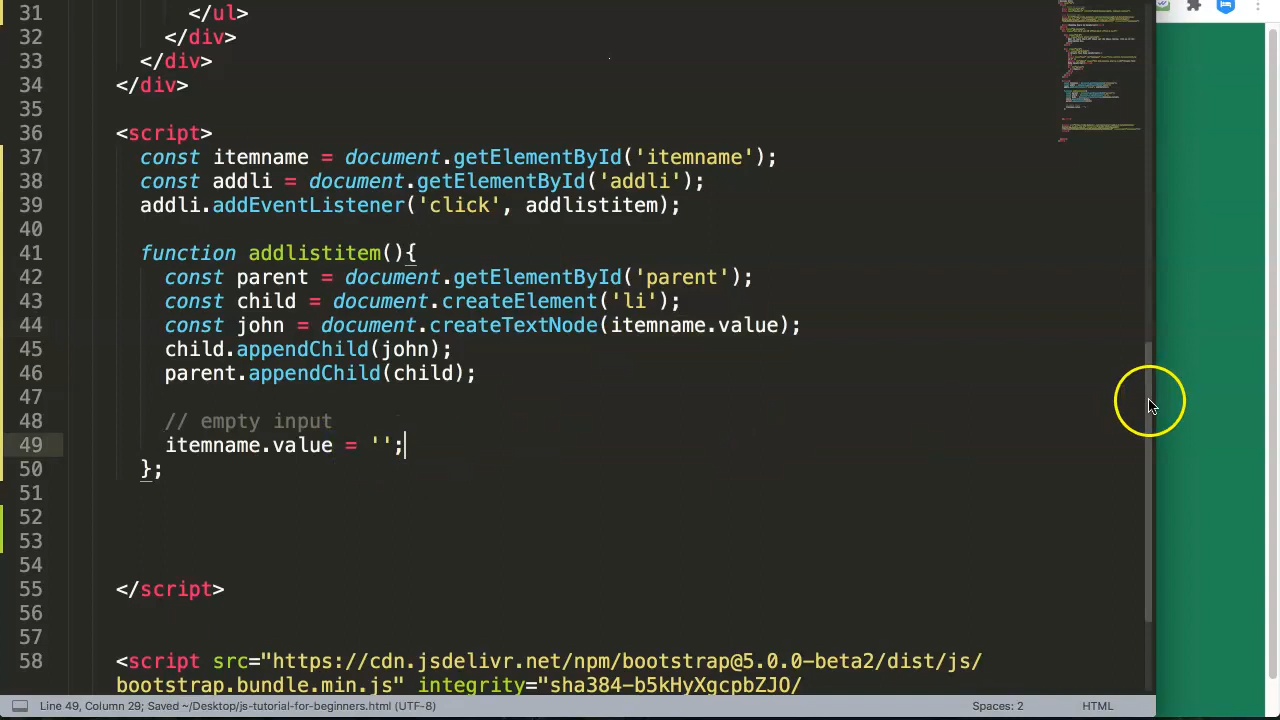 31 </ul>
32 </div>
33 </div>
34 </div>
35
36 <script>
37 const itemname = document.getElementById('itemname');
38 const addli = document.getElementById('addli');
39 addli.addEventListener('click', addlistitem);
40
41 function addlistitem(){
42 const parent = document.getElementById('parent');
43 const child = document.createElement('li');
44 const john = document.createTextNode(itemname.value);
45 child.appendChild(john);
46 parent.appendChild(child);
47
48 // empty input
49 itemname.value = '';
50 };
51
52
53
54
55 </script>
56
57
58 <script src="https://cdn.jsdelivr.net/npm/bootstrap@5.0.0-beta2/dist/js/
bootstrap.bundle.min.js" integrity="sha384-b5kHyXgcpbZJO/
Line 49, Column 29; Saved ~/Desktop/js-tutorial-for-beginners.html (UTF-8) Spaces: 2 HTML